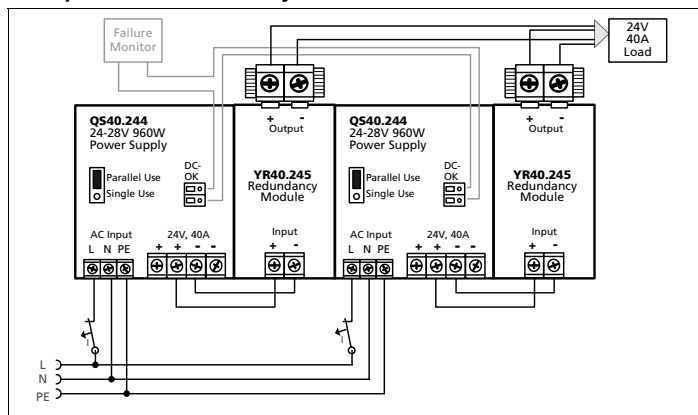 Failure
Monitor
24V
40A
Load
QS40.244
24-28V 960W
Power Supply
Parallel Use
Single Use
DC-
OK
AC Input
L N PE
24V, 40A
+ + - -
+ -
Output
YR40.245
Redundancy
Module
Input
+ -
QS40.244
24-28V 960W
Power Supply
Parallel Use
Single Use
DC-
OK
AC Input
L N PE
24V, 40A
+ + - -
+ -
Output
YR40.245
Redundancy
Module
Input
+ -
I
I
L
N
PE